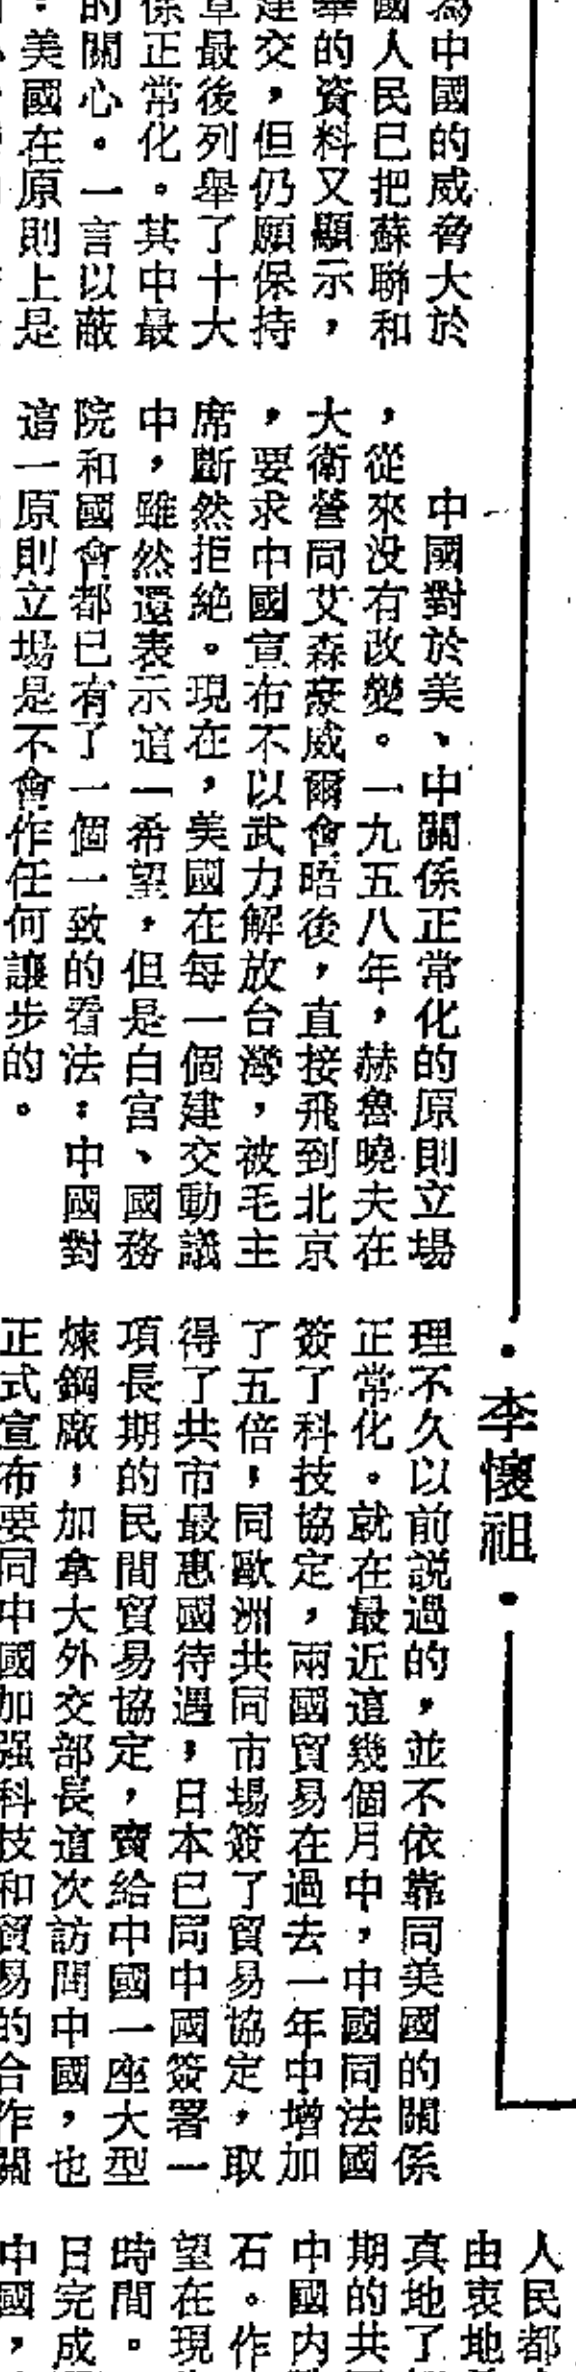 為中國的威脅大於
國人民已把蘇聯和
舉的資料又顯示，
建交，但仍願保持
章最後列舉了十大
係正常化。其中最
的關心。一言以蔽
。美國在原則上是
中國對於美、中關係正常化的原則立場
，從來没有改變。一九五八年，赫魯曉夫在
大衛營同艾森豪威爾會晤後，直接飛到北京
，要求中國宣布不以武力解放台灣，被毛主
席斷然拒絶。現在，美國在每一個建交動議
中，雖然還表示這一希望，但是白宮、國務
院和國會都已有了一個一致的看法：中國對
這一原則立場是不會作任何讓步的。
·李懷祖·
理不久以前説過的，並不依靠同美國的關係
正常化。就在最近這幾個月中，中國同法國
簽了科技協定，兩國貿易在過去一年中增加
了五倍，同歐洲共同市場簽了貿易協定，取
得了共市最惠國待遇，日本已同中國簽署一
項長期的民間貿易協定，賣給中國一座大型
煉鋼廠，加拿大外交部長這次訪問中國，也
正式宣布要同中國加强科技和貿易的合作關
人民都
由衷地
真地了
期的共
中國内
石。作
望在現
時間。
日完成
中國，